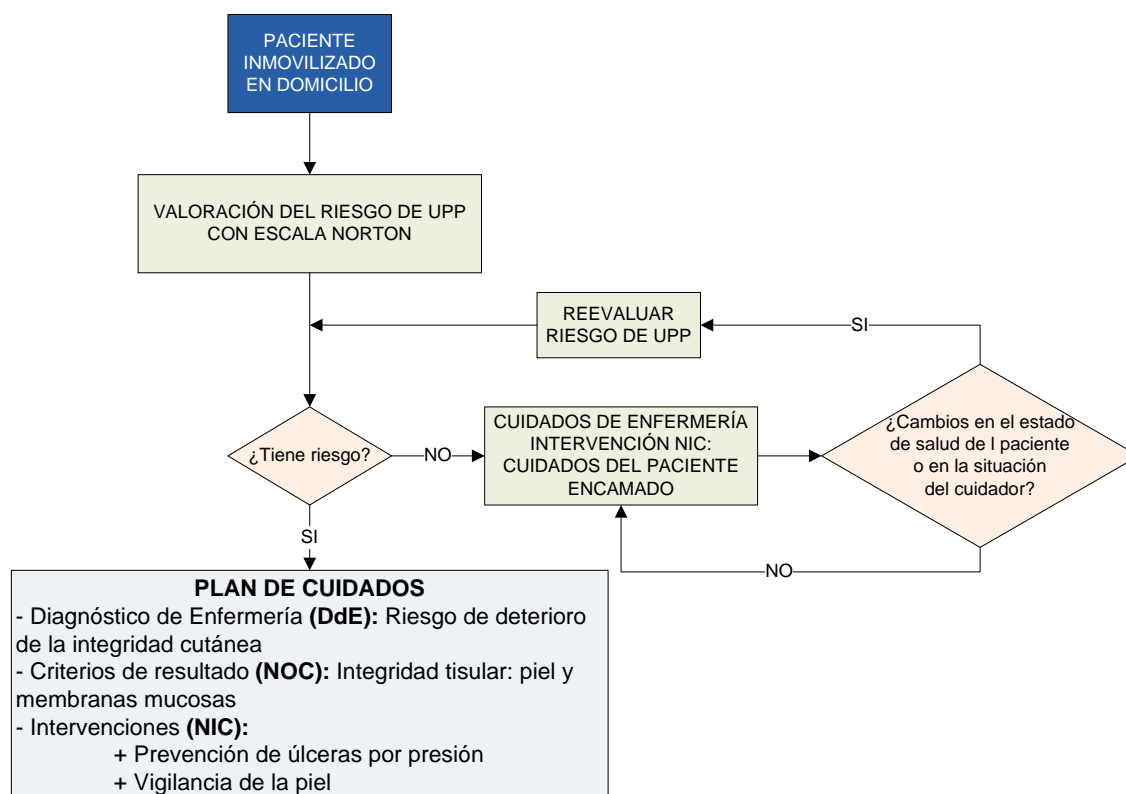 PACIENTE
INMOVILIZADO
EN DOMICILIO
VALORACIÓN DEL RIESGO DE UPP
CON ESCALA NORTON
REEVALUAR
RIESGO DE UPP
SI
¿Tiene riesgo?
NO
CUIDADOS DE ENFERMERÍA
INTERVENCIÓN NIC:
CUIDADOS DEL PACIENTE
ENCAMADO
¿Cambios en el estado
de salud de l paciente
o en la situación
del cuidador?
SI
NO
PLAN DE CUIDADOS
- Diagnóstico de Enfermería (DdE): Riesgo de deterioro
de la integridad cutánea
- Criterios de resultado (NOC): Integridad tisular: piel y
membranas mucosas
- Intervenciones (NIC):
+ Prevención de úlceras por presión
+ Vigilancia de la piel